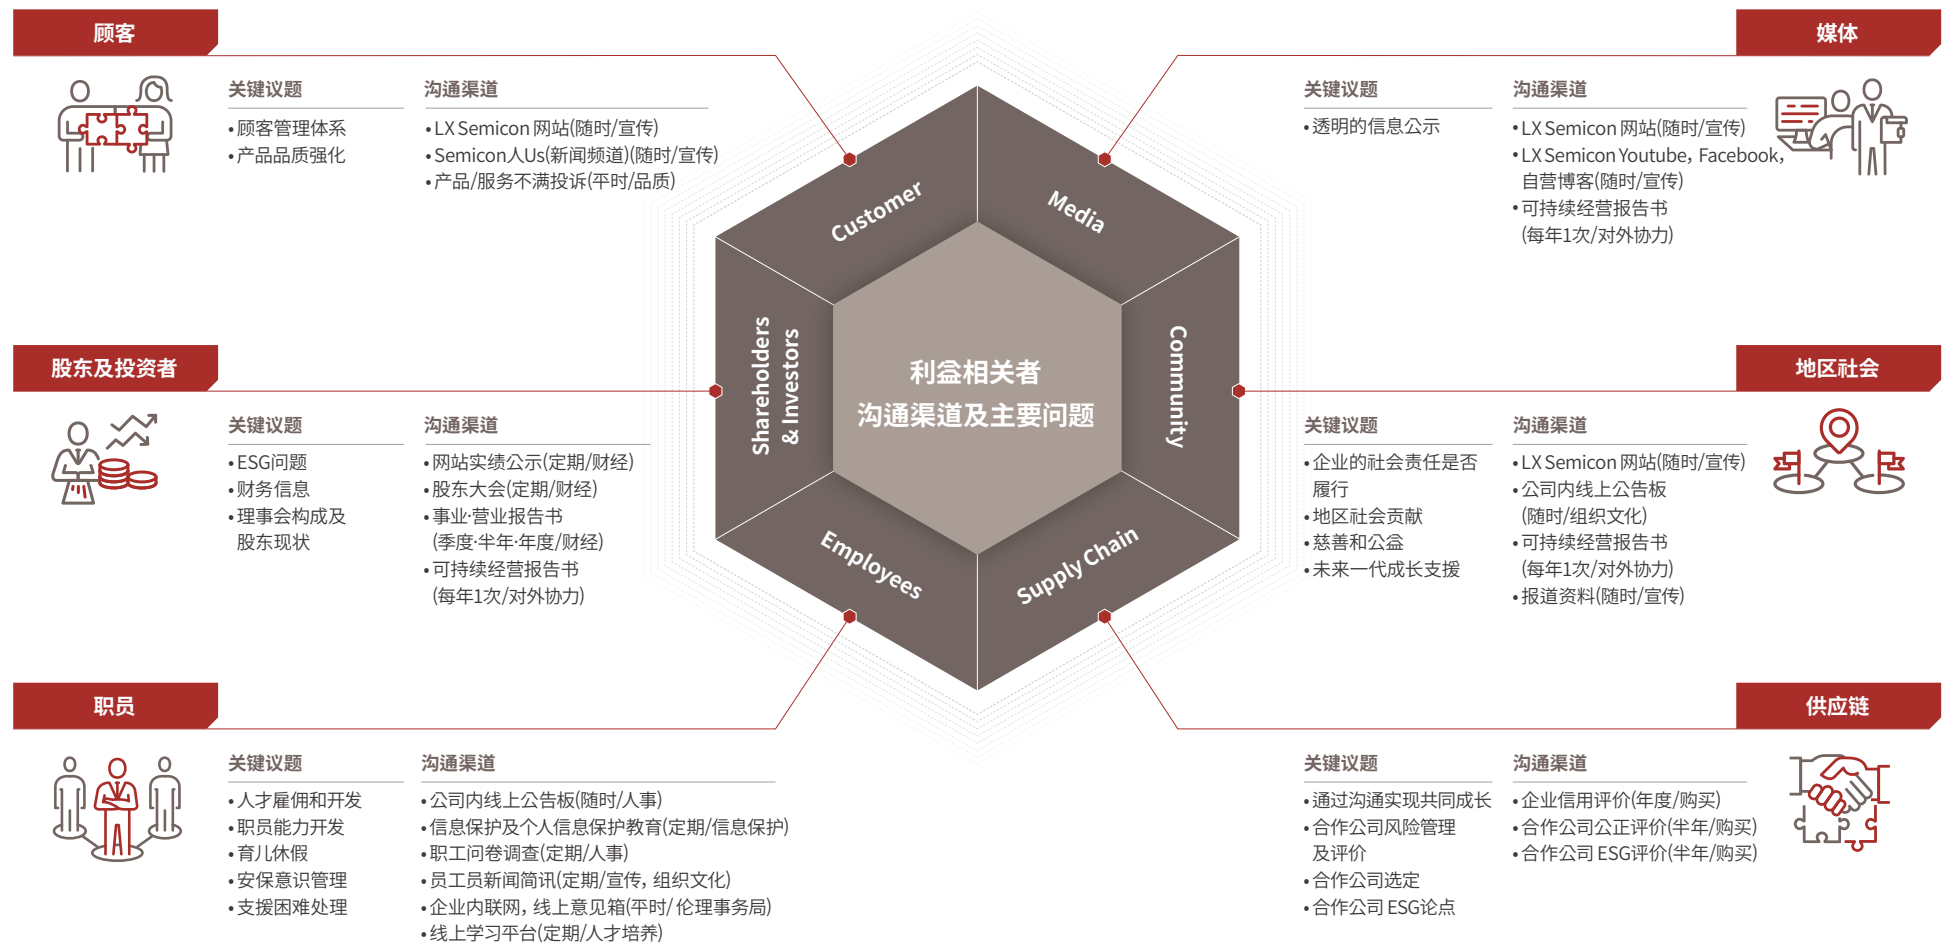 顾客
关键议题
• 顾客管理体系
• 产品品质强化
沟通渠道
• LX Semicon 网站(随时/宣传)
• Semicon人Us(新闻频道)(随时/宣传)
• 产品/服务不满投诉(平时/品质)
媒体
关键议题
• 透明的信息公示
沟通渠道
• LX Semicon 网站(随时/宣传)
• LX Semicon Youtube, Facebook,
自营博客(随时/宣传)
• 可持续经营报告书
(每年1次/对外协力)
Customer
Media
Shareholders
& Investors
Community
Employees
Supply Chain
利益相关者
沟通渠道及主要问题
股东及投资者
关键议题
• ESG问题
• 财务信息
• 理事会构成及
股东现状
沟通渠道
• 网站实绩公示(定期/财经)
• 股东大会(定期/财经)
• 事业·营业报告书
(季度·半年·年度/财经)
• 可持续经营报告书
(每年1次/对外协力)
地区社会
关键议题
• 企业的社会责任是否
履行
• 地区社会贡献
• 慈善和公益
• 未来一代成长支援
沟通渠道
• LX Semicon 网站(随时/宣传)
• 公司内线上公告板
(随时/组织文化)
• 可持续经营报告书
(每年1次/对外协力)
• 报道资料(随时/宣传)
职员
关键议题
• 人才雇佣和开发
• 职员能力开发
• 育儿休假
• 安保意识管理
• 支援困难处理
沟通渠道
• 公司内线上公告板(随时/人事)
• 信息保护及个人信息保护教育(定期/信息保护)
• 职工问卷调查(定期/人事)
• 员工员新闻简讯(定期/宣传, 组织文化)
• 企业内联网, 线上意见箱(平时/ 伦理事务局)
• 线上学习平台(定期/人才培养)
供应链
关键议题
• 通过沟通实现共同成长
• 合作公司风险管理
及评价
• 合作公司选定
• 合作公司 ESG论点
沟通渠道
• 企业信用评价(年度/购买)
• 合作公司公正评价(半年/购买)
• 合作公司 ESG评价(半年/购买)